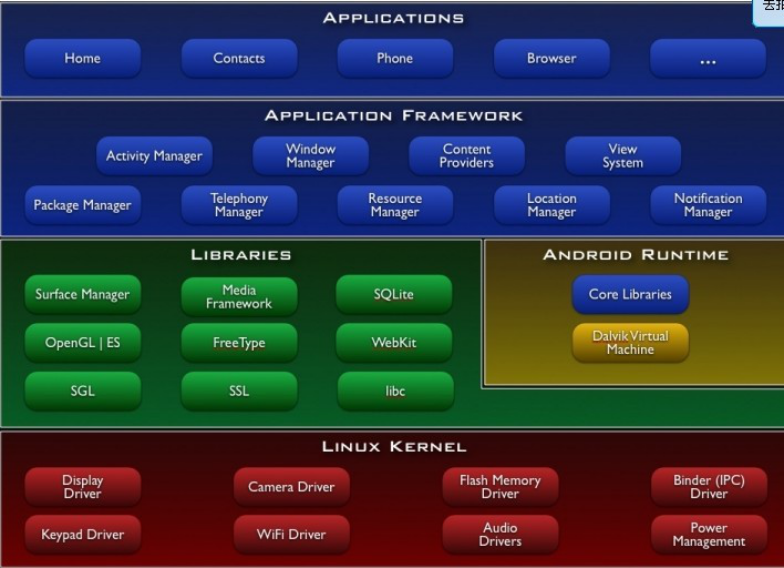 去拍
APPLICATIONS
Home
Contacts
Phone
Browser
...
APPLICATION FRAMEWORK
Activity Manager
Window
Manager
Content
Providers
View
System
Package Manager
Telephony
Manager
Resource
Manager
Location
Manager
Notification
Manager
LIBRARIES
Surface Manager
Media
Framework
SQLite
OpenGL | ES
FreeType
WebKit
SGL
SSL
libc
ANDROID RUNTIME
Core Libraries
Dalvik Virtual
Machine
LINUX KERNEL
Display
Driver
Camera Driver
Flash Memory
Driver
Binder (IPC)
Driver
Keypad Driver
WiFi Driver
Audio
Drivers
Power
Management